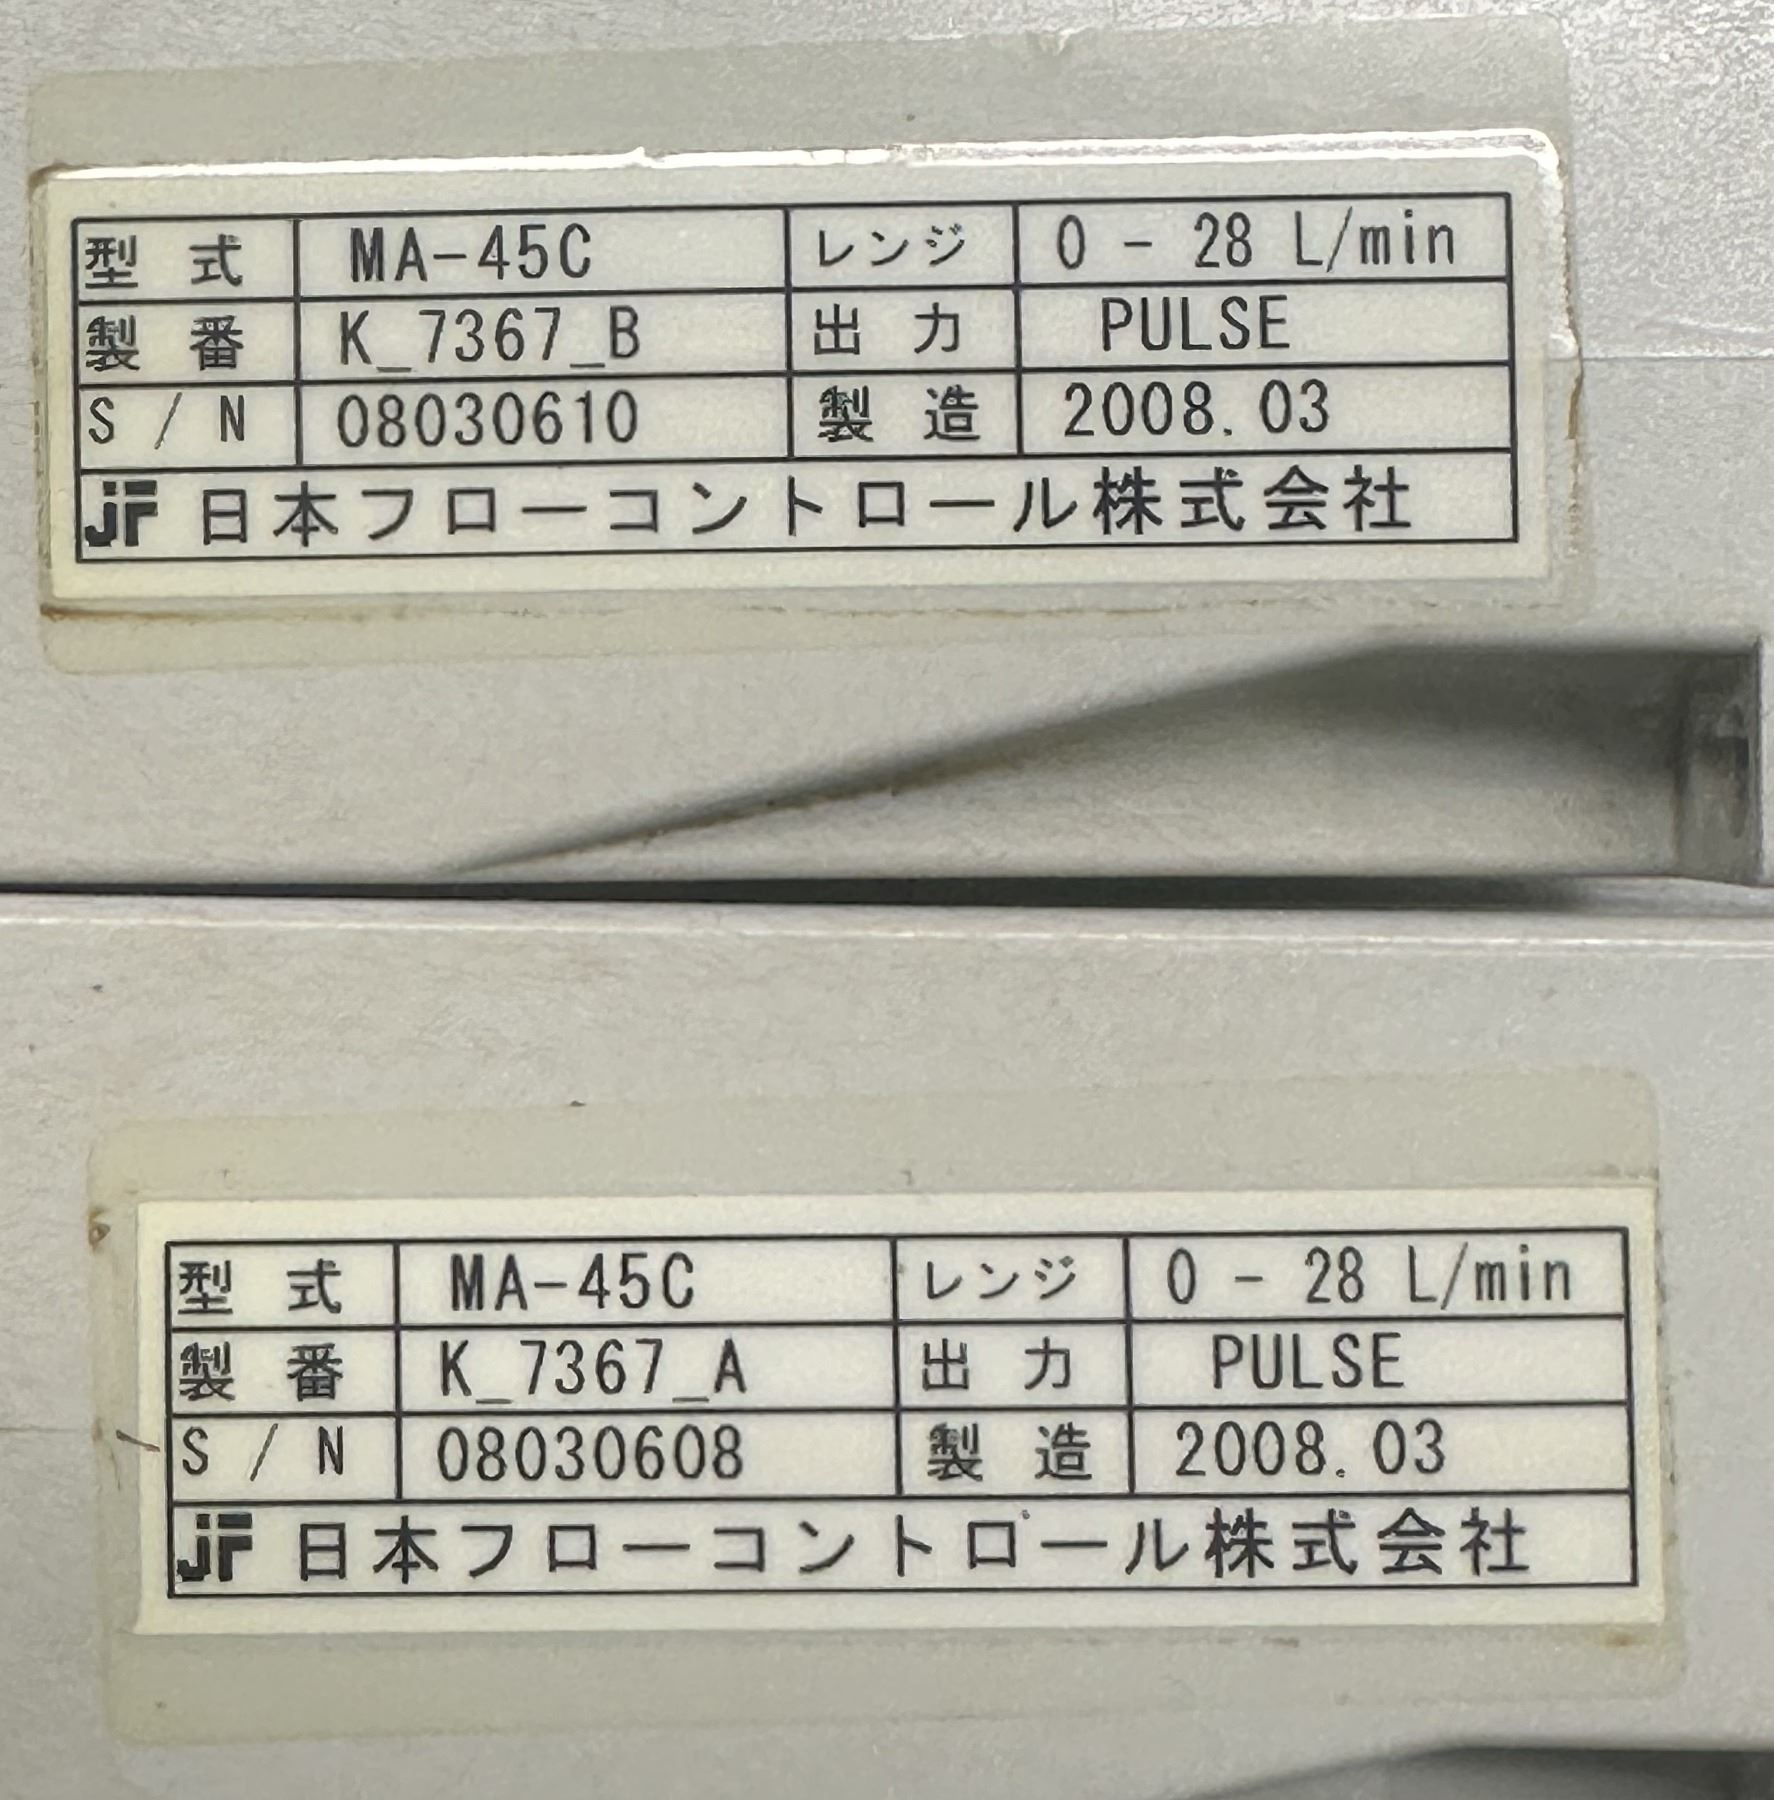 型 式 MA-45C レンジ 0 - 28 L/min
製 番 K_7367_B 出 力 PULSE
S / N 08030610 製 造 2008.03
JF 日本フローコントロール株式会社
型 式 MA-45C レンジ 0 - 28 L/min
製 番 K_7367_A 出 力 PULSE
S / N 08030608 製 造 2008.03
JF 日本フローコントロール株式会社